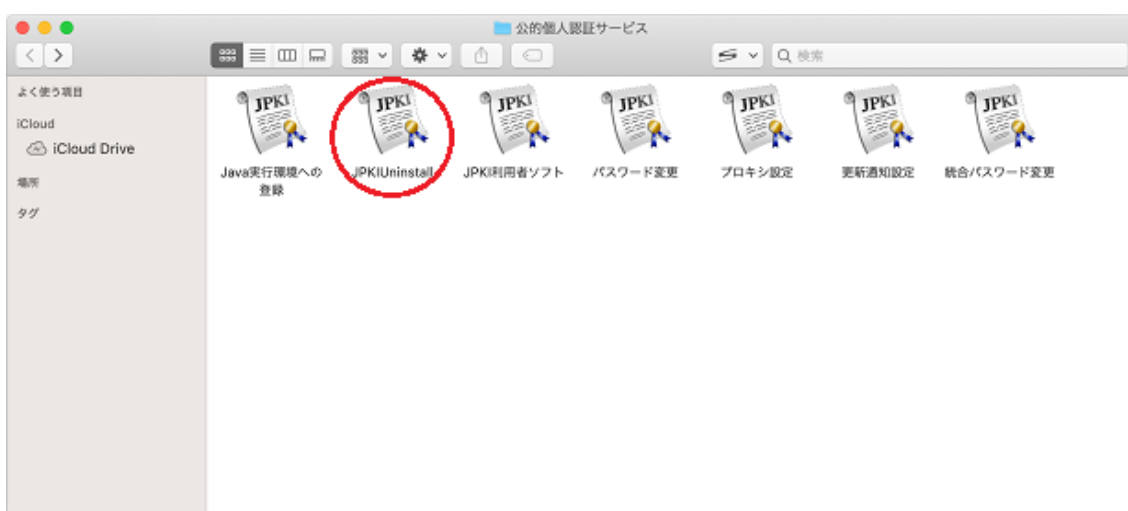 公的個人認証サービス
検索
よく使う項目
iCloud
iCloud Drive
場所
タグ
JPKI
JPKI
JPKI
JPKI
JPKI
JPKI
JPKI
Java実行環境への
登録
JPKIUninstall
JPKI利用者ソフト
パスワード変更
プロキシ設定
更新通知設定
統合パスワード変更